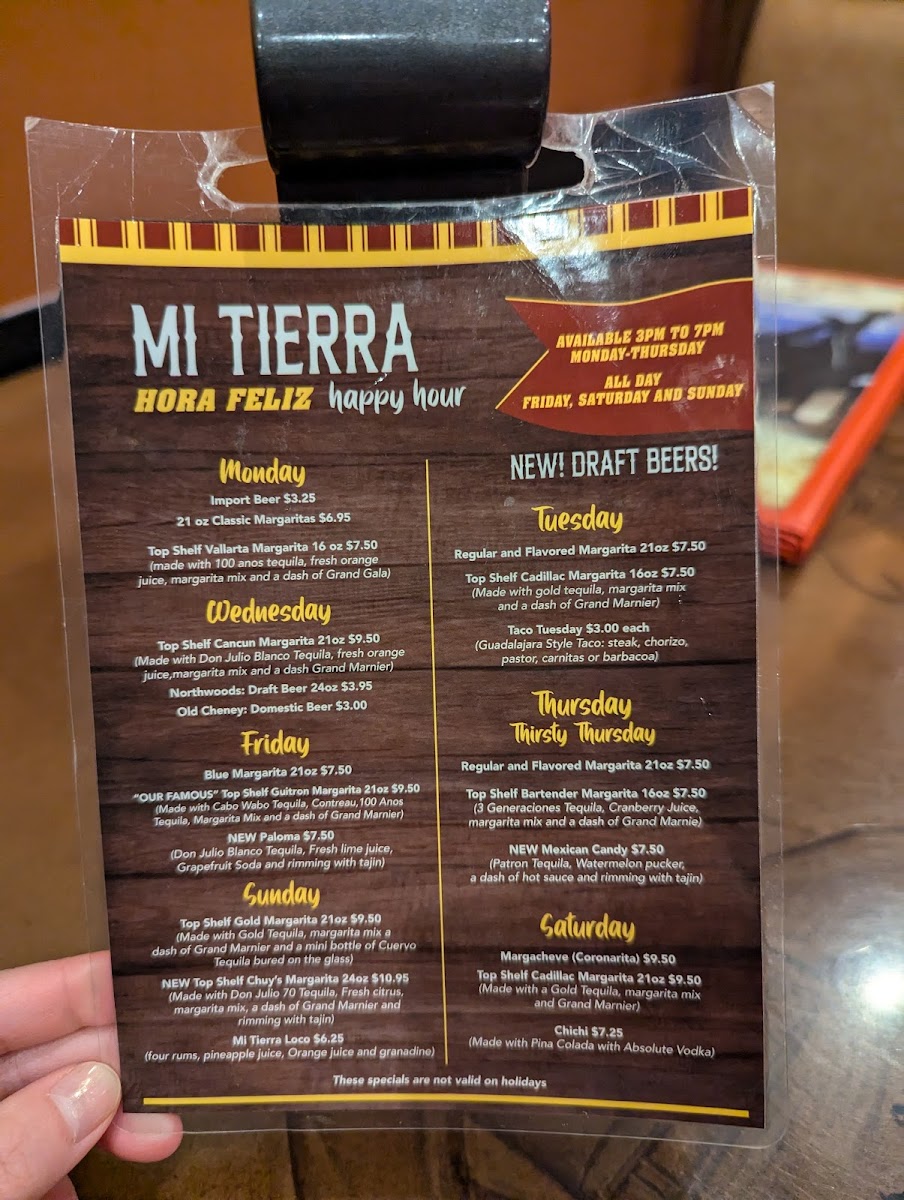 MI TIERRA
HORA FELIZ happy hour
AVAILABLE 3PM TO 7PM
MONDAY-THURSDAY
ALL DAY
FRIDAY, SATURDAY AND SUNDAY
NEW! DRAFT BEERS!
Monday
Import Beer $3.25
21 oz Classic Margaritas $6.95
Top Shelf Vallarta Margarita 16 oz $7.50
(made with 100 anos tequila, fresh orange
juice, margarita mix and a dash of Grand Gala)
Tuesday
Regular and Flavored Margarita 21oz $7.50
Top Shelf Cadillac Margarita 16oz $7.50
(Made with gold tequila, margarita mix
and a dash of Grand Marnier)
Taco Tuesday $3.00 each
(Guadalajara Style Taco: steak, chorizo,
pastor, carnitas or barbacoa)
Wednesday
Top Shelf Cancun Margarita 21oz $9.50
(Made with Don Julio Blanco Tequila, fresh orange
juice,margarita mix and a dash Grand Marnier)
Northwoods: Draft Beer 24oz $3.95
Old Cheney: Domestic Beer $3.00
Thursday
Thirsty Thursday
Regular and Flavored Margarita 21oz $7.50
Top Shelf Bartender Margarita 16oz $7.50
(3 Generaciones Tequila, Cranberry Juice,
margarita mix and a dash of Grand Marnie)
NEW Mexican Candy $7.50
(Patron Tequila, Watermelon pucker,
a dash of hot sauce and rimming with tajin)
Friday
Blue Margarita 21oz $7.50
"OUR FAMOUS" Top Shelf Guitron Margarita 21oz $9.50
(Made with Cabo Wabo Tequila, Contreau,100 Anos
Tequila, Margarita Mix and a dash of Grand Marnier)
NEW Paloma $7.50
(Don Julio Blanco Tequila, Fresh lime juice,
Grapefruit Soda and rimming with tajin)
Saturday
Margacheve (Coronarita) $9.50
Top Shelf Cadillac Margarita 21oz $9.50
(Made with a Gold Tequila, margarita mix
and Grand Marnier)
Chichi $7.25
(Made with Pina Colada with Absolute Vodka)
Sunday
Top Shelf Gold Margarita 21oz $9.50
(Made with Gold Tequila, margarita mix a
dash of Grand Marnier and a mini bottle of Cuervo
Tequila bured on the glass)
NEW Top Shelf Chuy's Margarita 24oz $10.95
(Made with Don Julio 70 Tequila, Fresh citrus,
margarita mix, a dash of Grand Marnier and
rimming with tajin)
Mi Tierra Loco $6.25
(four rums, pineapple juice, Orange juice and granadine)
These specials are not valid on holidays